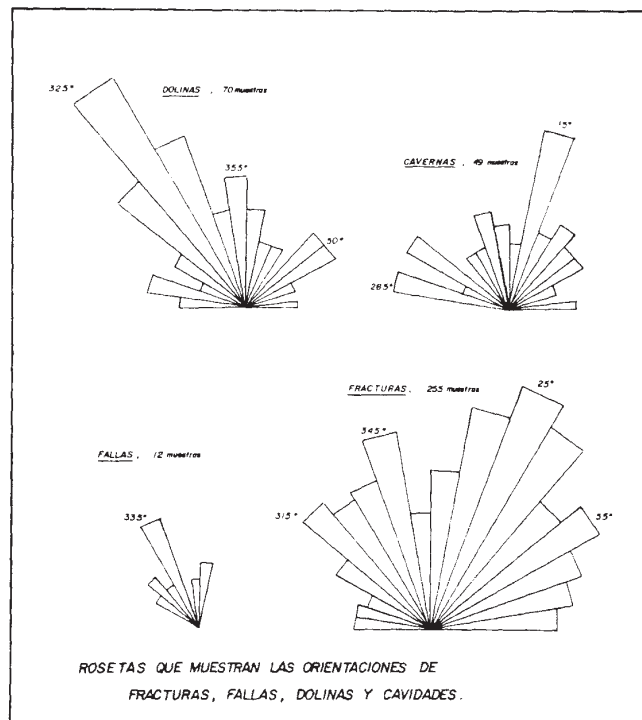 DOLINAS , 70 muestras
325°
355°
50°
CAVERNAS , 49 muestras
15°
285°
FRACTURAS , 255 muestras
25°
345°
315°
55°
FALLAS , 12 muestras
335°
ROSETAS QUE MUESTRAN LAS ORIENTACIONES DE
FRACTURAS, FALLAS, DOLINAS Y CAVIDADES.